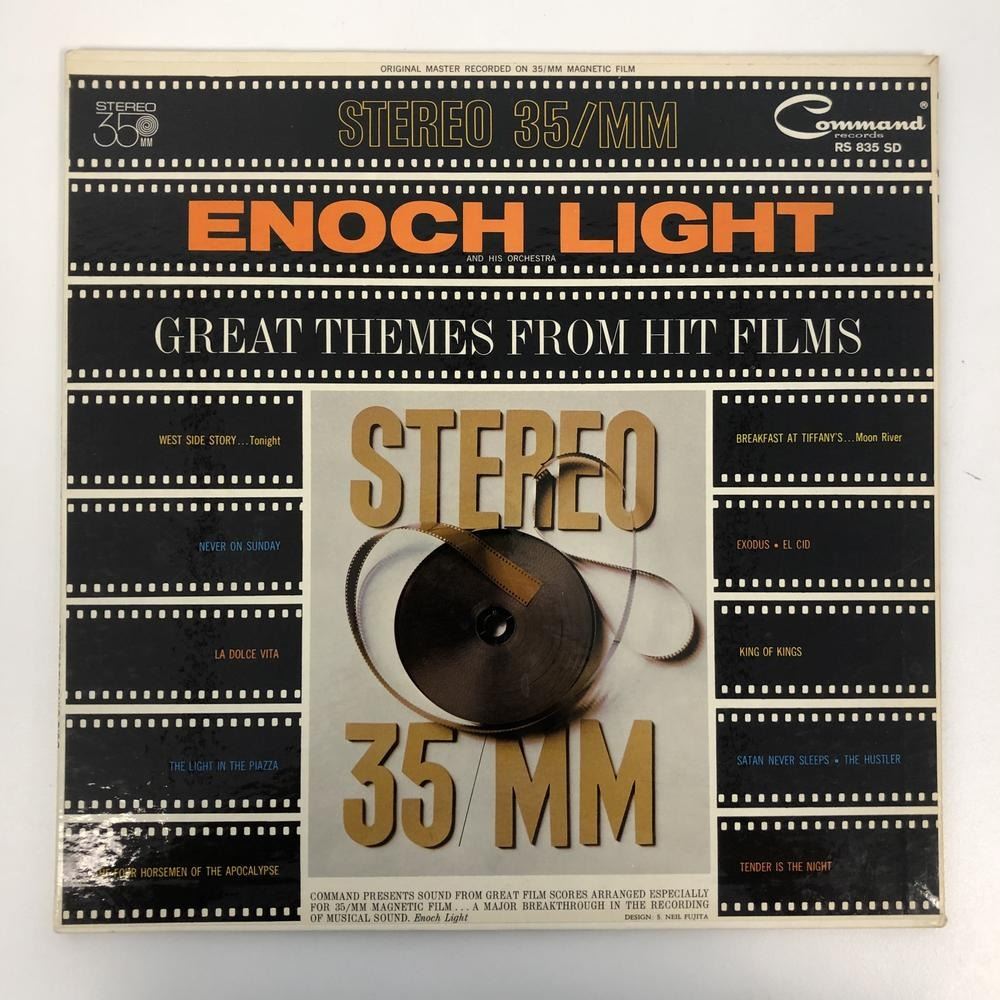 ORIGINAL MASTER RECORDED ON 35/MM MAGNETIC FILM
STEREO
35 MM
STEREO 35/MM
Command®
records
RS 835 SD
ENOCH LIGHT
AND HIS ORCHESTRA
GREAT THEMES FROM HIT FILMS
WEST SIDE STORY...Tonight
NEVER ON SUNDAY
LA DOLCE VITA
THE LIGHT IN THE PIAZZA
THE FOUR HORSEMEN OF THE APOCALYPSE
STEREO
35/MM
BREAKFAST AT TIFFANY'S...Moon River
EXODUS • EL CID
KING OF KINGS
SATAN NEVER SLEEPS • THE HUSTLER
TENDER IS THE NIGHT
COMMAND PRESENTS SOUND FROM GREAT FILM SCORES ARRANGED ESPECIALLY
FOR 35/MM MAGNETIC FILM...A MAJOR BREAKTHROUGH IN THE RECORDING
OF MUSICAL SOUND. Enoch Light
DESIGN: S. NEIL FUJITA